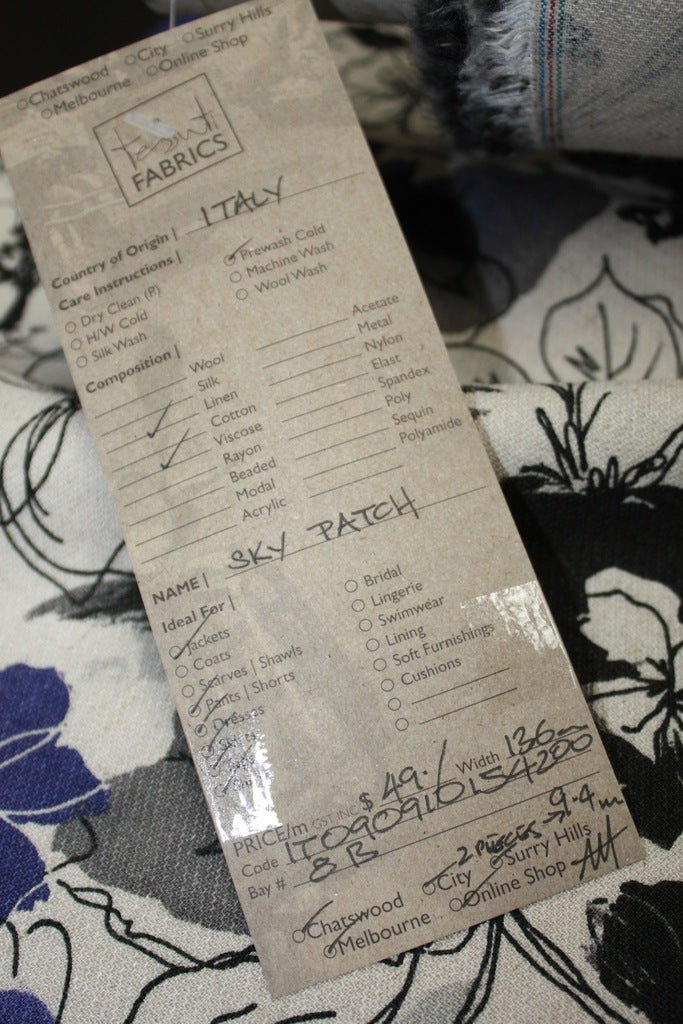 Chatswood City Surry Hills
Melbourne Online Shop
tessuti
FABRICS
Country of Origin | ITALY
Care Instructions |
Dry Clean (P)
H/W Cold
Silk Wash
Prewash Cold
Machine Wash
Wool Wash
Composition |
Wool
Silk
Linen
Cotton
Viscose
Rayon
Beaded
Modal
Acrylic
Acetate
Metal
Nylon
Elast
Spandex
Poly
Sequin
Polyamide
NAME | SKY PATCH
Ideal For |
Jackets
Coats
Scarves | Shawls
Pants | Shorts
Dresses
Bridal
Lingerie
Swimwear
Lining
Soft Furnishings
Cushions
PRICE/m GST INC $ 49./ Width 136cm
Code IT090910154200
Bay # 8B
2 PIECES → 9.4m
Chatswood City Surry Hills
Melbourne Online Shop